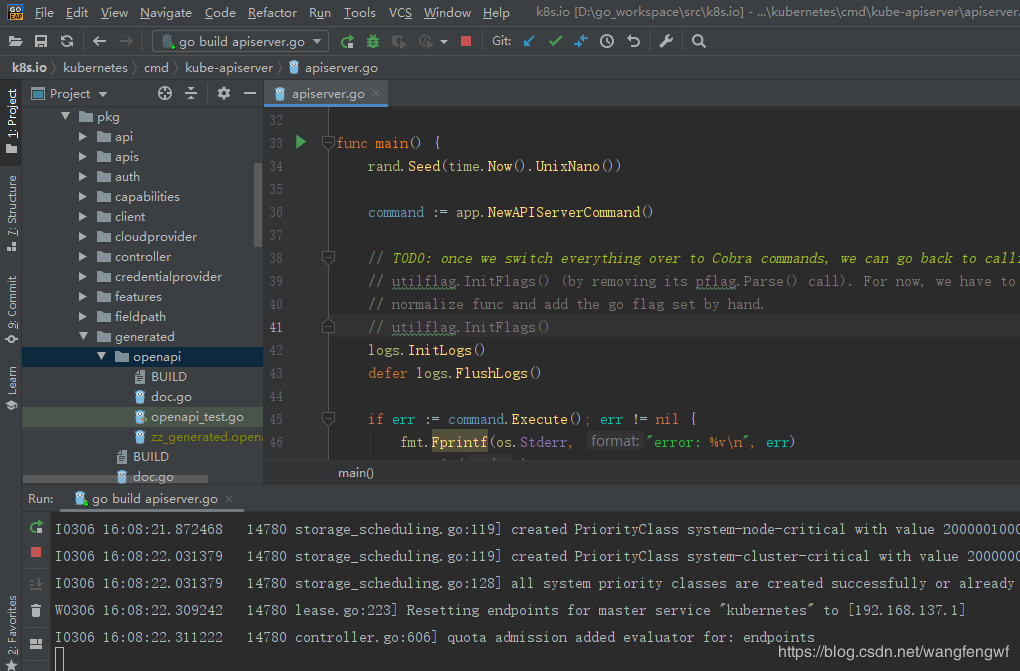 File Edit View Navigate Code Refactor Run Tools VCS Window Help k8s.io [D:\go_workspace\src\k8s.io] - ...\kubernetes\cmd\kube-apiserver\apiserver.
go build apiserver.go Git:
k8s.io kubernetes cmd kube-apiserver apiserver.go
1: Project
7: Structure
9: Commit
Learn
2: Favorites
Project
pkg
api
apis
auth
capabilities
client
cloudprovider
controller
credentialprovider
features
fieldpath
generated
openapi
BUILD
doc.go
openapi_test.go
zz_generated.opena
BUILD
doc.go
apiserver.go
32
33 func main() {
34 rand.Seed(time.Now().UnixNano())
35
36 command := app.NewAPIServerCommand()
37
38 // TODO: once we switch everything over to Cobra commands, we can go back to calli
39 // utilflag.InitFlags() (by removing its pflag.Parse() call). For now, we have to
40 // normalize func and add the go flag set by hand.
41 // utilflag.InitFlags()
42 logs.InitLogs()
43 defer logs.FlushLogs()
44
45 if err := command.Execute(); err != nil {
46 fmt.Fprintf(os.Stderr, format: "error: %v\n", err)
main()
Run: go build apiserver.go
I0306 16:08:21.872468 14780 storage_scheduling.go:119] created PriorityClass system-node-critical with value 2000001000
I0306 16:08:22.031379 14780 storage_scheduling.go:119] created PriorityClass system-cluster-critical with value 2000000
I0306 16:08:22.031379 14780 storage_scheduling.go:128] all system priority classes are created successfully or already
W0306 16:08:22.309242 14780 lease.go:223] Resetting endpoints for master service "kubernetes" to [192.168.137.1]
I0306 16:08:22.311222 14780 controller.go:606] quota admission added evaluator for: endpoints
https://blog.csdn.net/wangfengwf